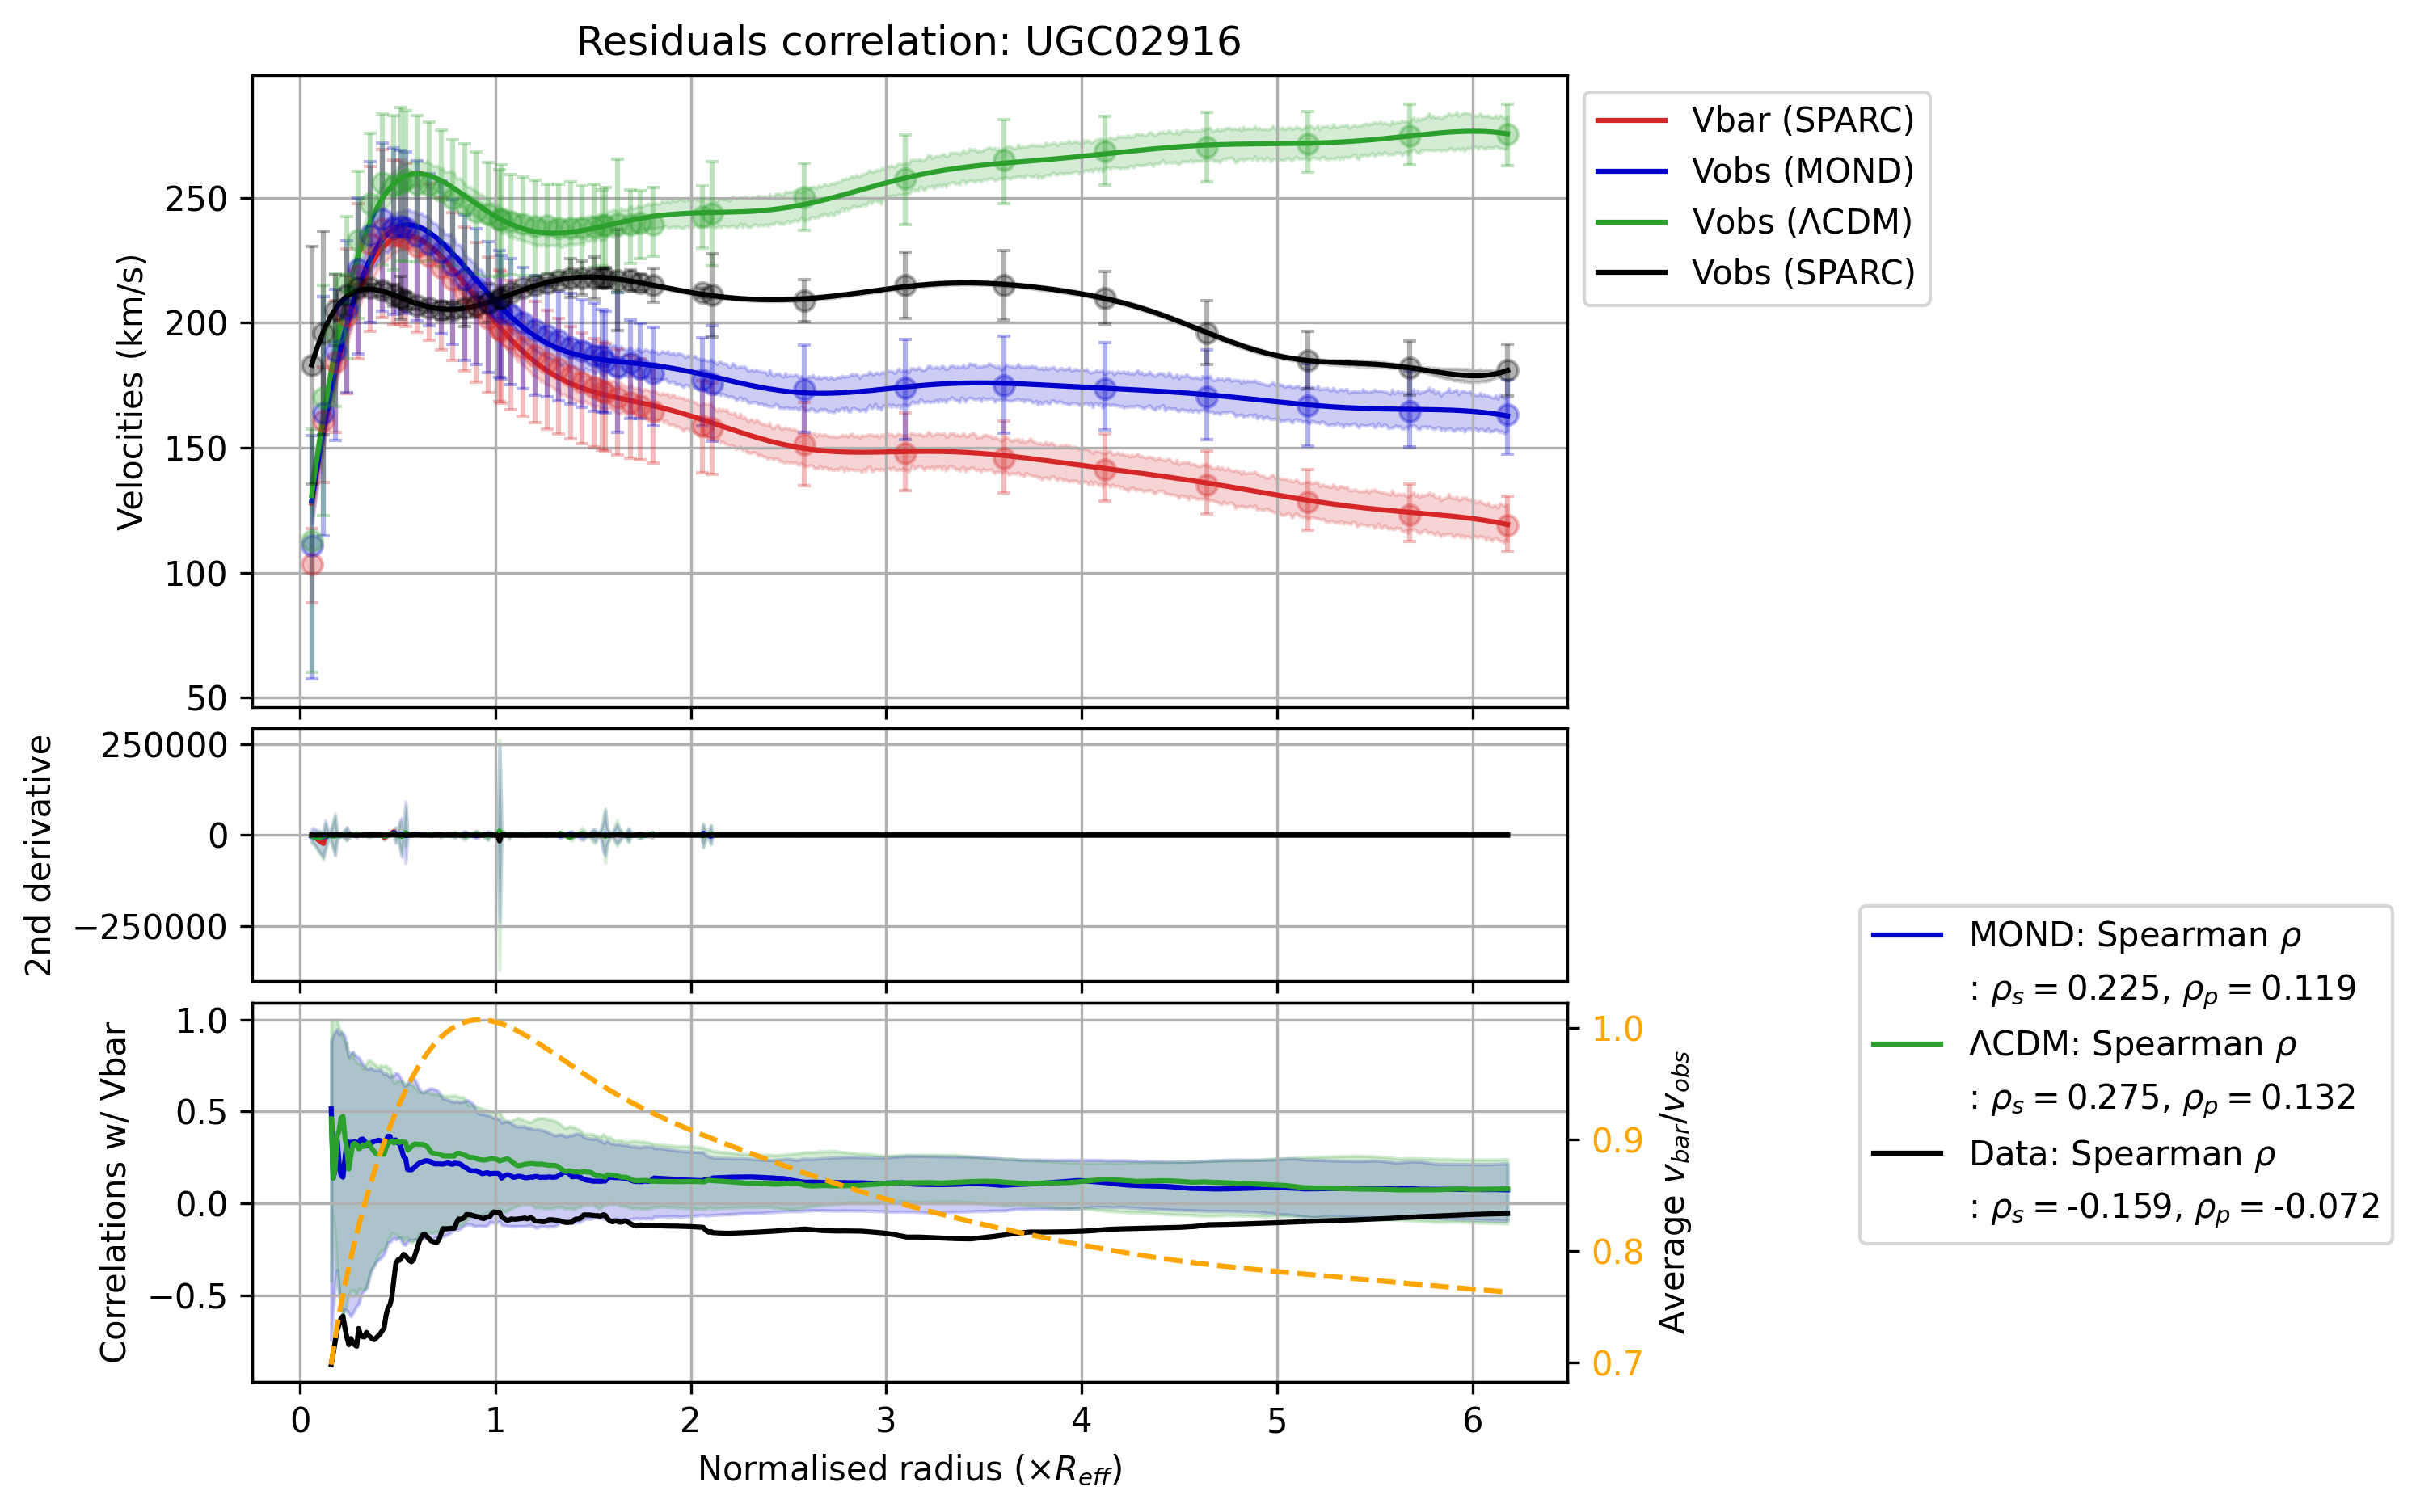 Residuals correlation: UGC02916
Velocities (km/s)
250
200
150
100
50
Vbar (SPARC)
Vobs (MOND)
Vobs (ΛCDM)
Vobs (SPARC)
2nd derivative
250000
0
−250000
Correlations w/ Vbar
1.0
0.5
0.0
−0.5
1.0
0.9
0.8
0.7
Average v_bar/v_obs
MOND: Spearman ρ
: ρ_s = 0.225, ρ_p = 0.119
ΛCDM: Spearman ρ
: ρ_s = 0.275, ρ_p = 0.132
Data: Spearman ρ
: ρ_s = -0.159, ρ_p = -0.072
0 1 2 3 4 5 6
Normalised radius (×R_eff)